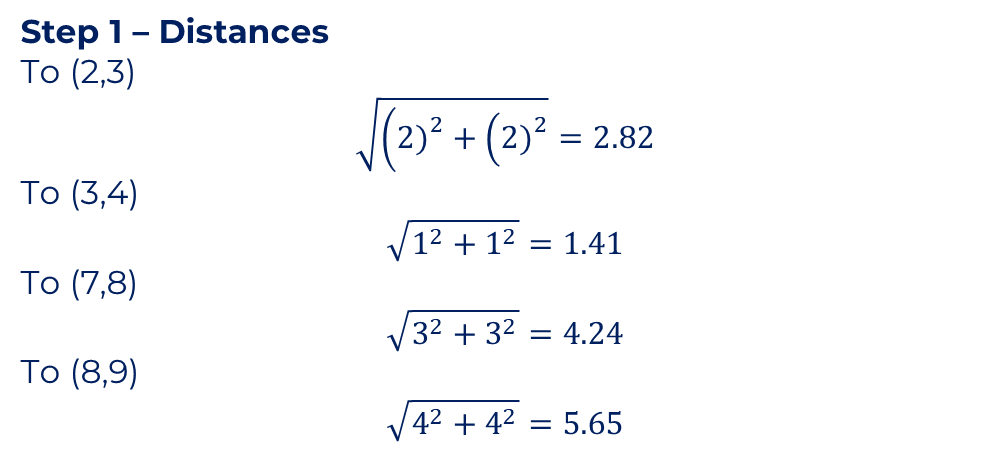 Step 1 – Distances
To (2,3)
√((2)² + (2)²) = 2.82
To (3,4)
√(1² + 1²) = 1.41
To (7,8)
√(3² + 3²) = 4.24
To (8,9)
√(4² + 4²) = 5.65